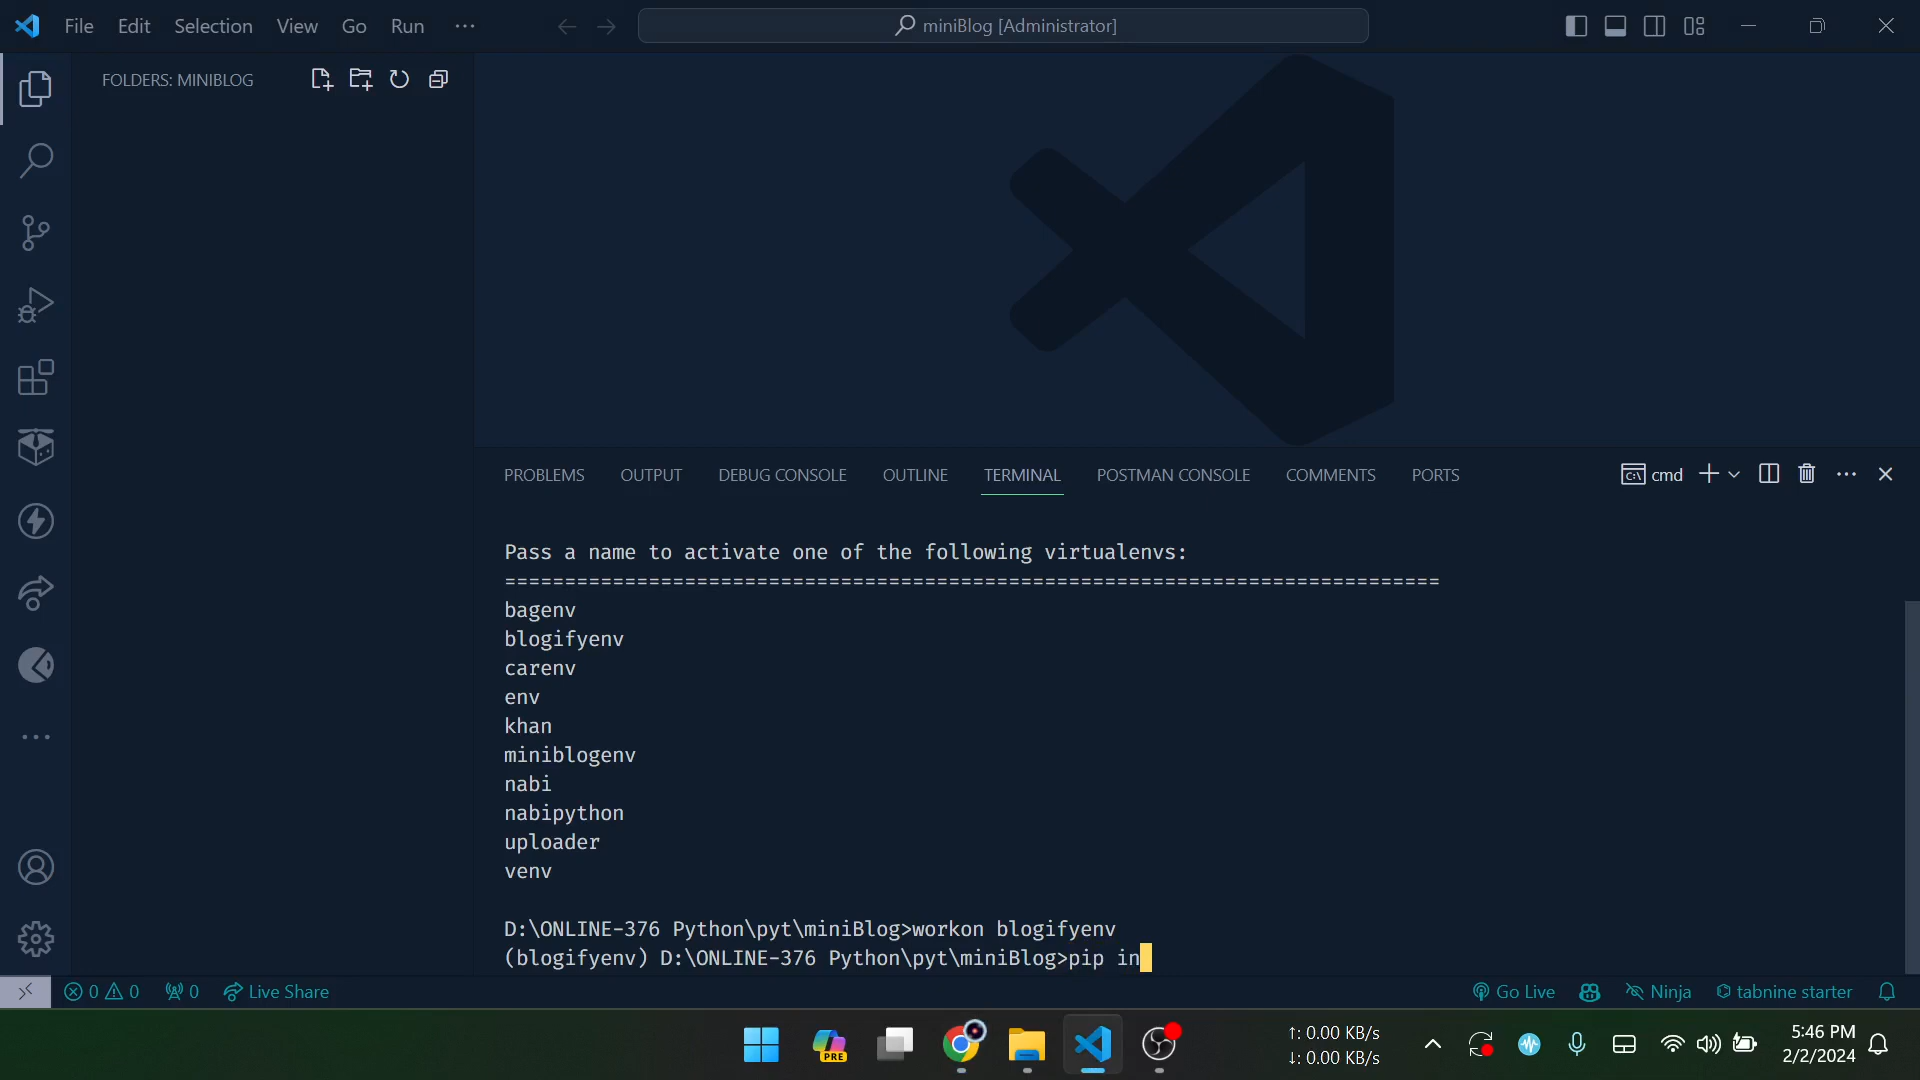 File Edit Selection View Go Run ···
miniBlog [Administrator]
FOLDERS: MINIBLOG
PROBLEMS OUTPUT DEBUG CONSOLE OUTLINE TERMINAL POSTMAN CONSOLE COMMENTS PORTS
cmd
Pass a name to activate one of the following virtualenvs:
==============================================================================
bagenv
blogifyenv
carenv
env
khan
miniblogenv
nabi
nabipython
uploader
venv
D:\ONLINE-376 Python\pyt\miniBlog>workon blogifyenv
(blogifyenv) D:\ONLINE-376 Python\pyt\miniBlog>pip in
0 0 0 Live Share Go Live Ninja tabnine starter
PRE
↑: 0.00 KB/s
↓: 0.00 KB/s
5:46 PM
2/2/2024